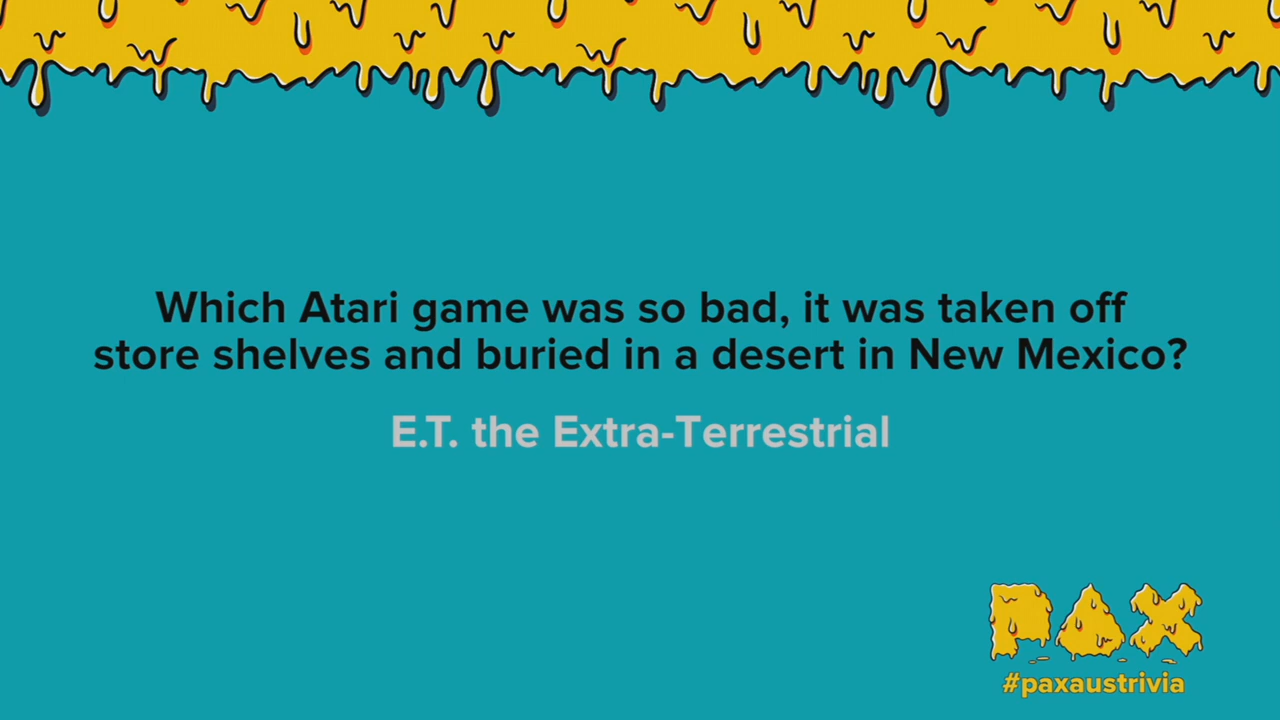 Which Atari game was so bad, it was taken off
store shelves and buried in a desert in New Mexico?
E.T. the Extra-Terrestrial
PAX
#paxaustrivia